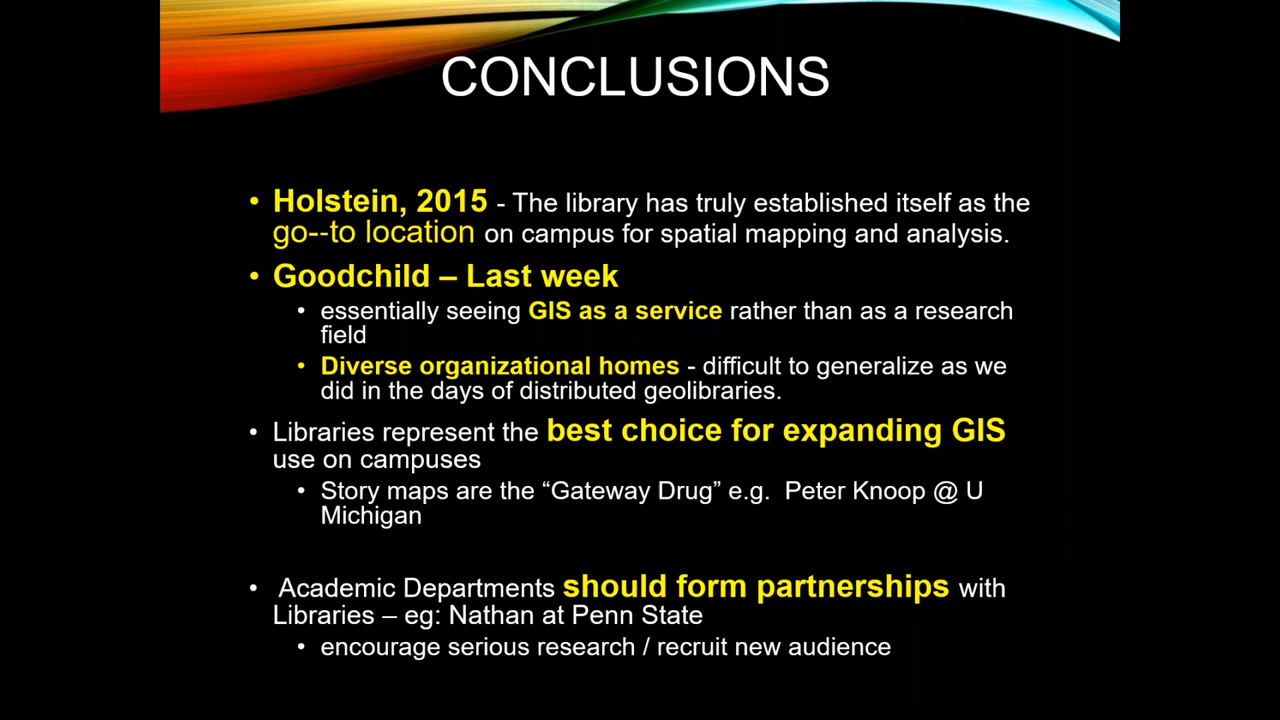 CONCLUSIONS
• Holstein, 2015 - The library has truly established itself as the
go--to location on campus for spatial mapping and analysis.
• Goodchild – Last week
• essentially seeing GIS as a service rather than as a research
field
• Diverse organizational homes - difficult to generalize as we
did in the days of distributed geolibraries.
• Libraries represent the best choice for expanding GIS
use on campuses
• Story maps are the “Gateway Drug” e.g. Peter Knoop @ U
Michigan
• Academic Departments should form partnerships with
Libraries – eg: Nathan at Penn State
• encourage serious research / recruit new audience